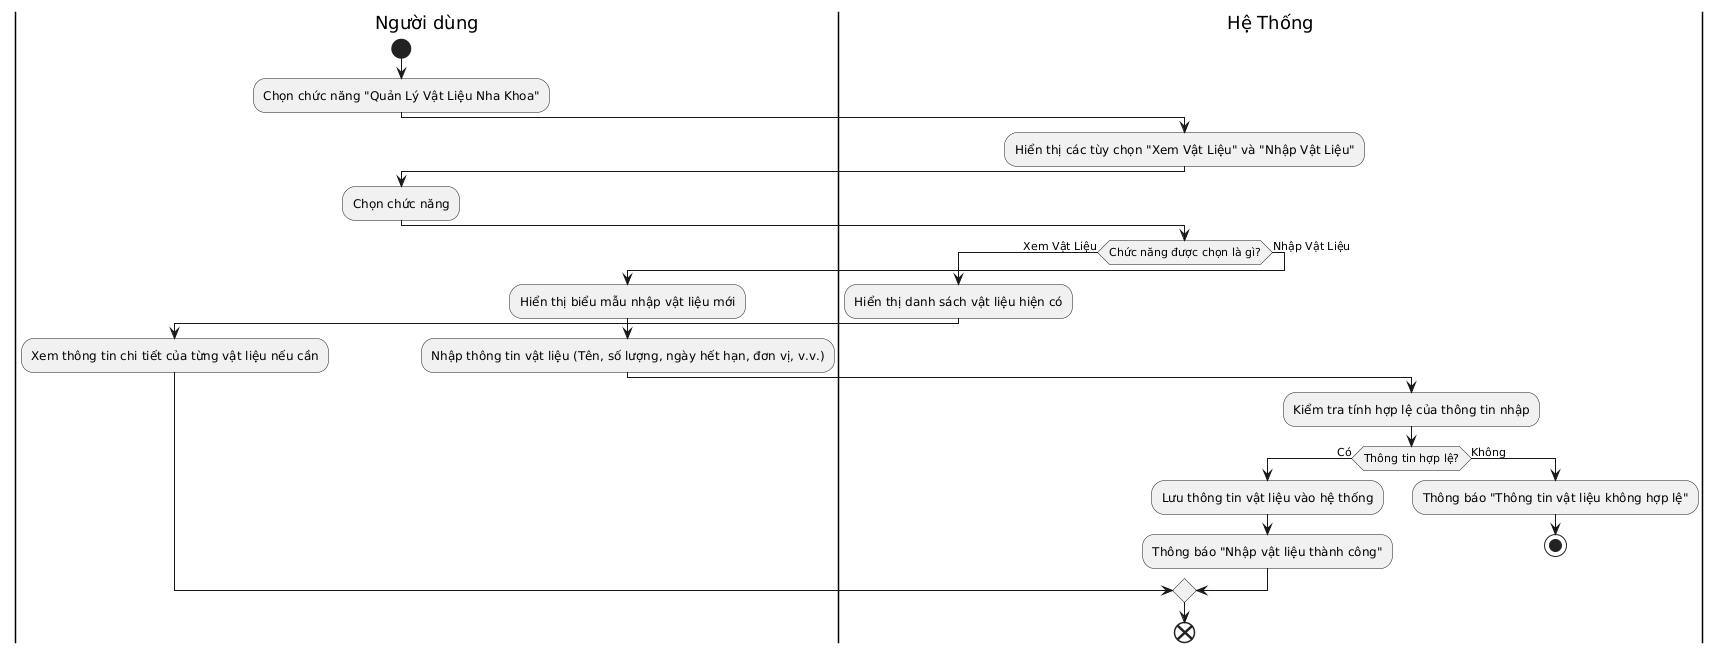 Người dùng
Hệ Thống
Chọn chức năng "Quản Lý Vật Liệu Nha Khoa"
Hiển thị các tùy chọn "Xem Vật Liệu" và "Nhập Vật Liệu"
Chọn chức năng
Xem Vật Liệu
Chức năng được chọn là gì?
Nhập Vật Liệu
Hiển thị biểu mẫu nhập vật liệu mới
Hiển thị danh sách vật liệu hiện có
Xem thông tin chi tiết của từng vật liệu nếu cần
Nhập thông tin vật liệu (Tên, số lượng, ngày hết hạn, đơn vị, v.v.)
Kiểm tra tính hợp lệ của thông tin nhập
Có
Thông tin hợp lệ?
Không
Lưu thông tin vật liệu vào hệ thống
Thông báo "Thông tin vật liệu không hợp lệ"
Thông báo "Nhập vật liệu thành công"